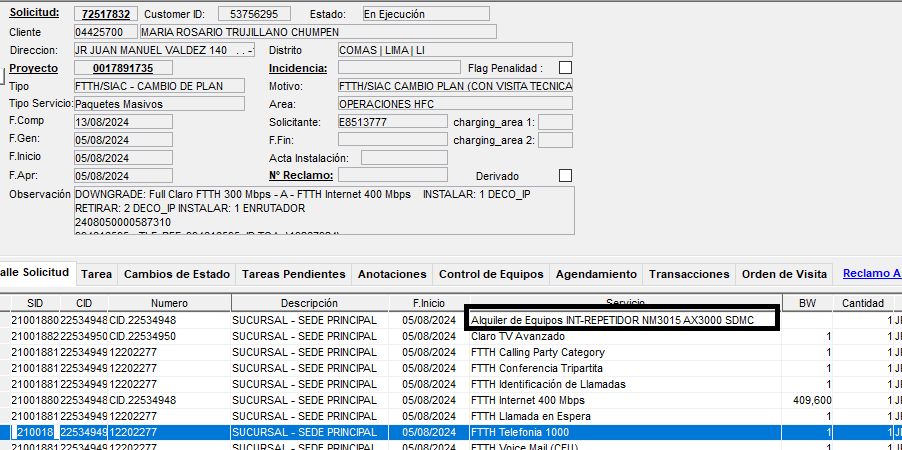 Solicitud: 72517832 Customer ID: 53756295 Estado: En Ejecución
Cliente 04425700 MARIA ROSARIO TRUJILLANO CHUMPEN
Direccion: JR JUAN MANUEL VALDEZ 140 . . - Distrito COMAS | LIMA | LI
Proyecto 0017891735 Incidencia: Flag Penalidad :
Tipo FTTH/SIAC - CAMBIO DE PLAN Motivo: FTTH/SIAC CAMBIO PLAN (CON VISITA TECNICA
Tipo Servicio: Paquetes Masivos Area: OPERACIONES HFC
F.Comp 13/08/2024 Solicitante: E8513777 charging_area 1:
F.Gen: 05/08/2024 F.Fin: charging_area 2:
F.Inicio 05/08/2024 Acta Instalación:
F.Apr: 05/08/2024 Nº Reclamo: Derivado
Observación DOWNGRADE: Full Claro FTTH 300 Mbps - A - FTTH Internet 400 Mbps INSTALAR: 1 DECO_IP
RETIRAR: 2 DECO_IP INSTALAR: 1 ENRUTADOR
2408050000587310
alle Solicitud Tarea Cambios de Estado Tareas Pendientes Anotaciones Control de Equipos Agendamiento Transacciones Orden de Visita Reclamo A
SID CID Numero Descripción F.Inicio Servicio BW Cantidad
21001880 22534948 CID.22534948 SUCURSAL - SEDE PRINCIPAL 05/08/2024 Alquiler de Equipos INT-REPETIDOR NM3015 AX3000 SDMC 1 JF
21001882 22534950 CID.22534950 SUCURSAL - SEDE PRINCIPAL 05/08/2024 Claro TV Avanzado 1 1 JF
21001881 22534949 12202277 SUCURSAL - SEDE PRINCIPAL 05/08/2024 FTTH Calling Party Category 1 1 JF
21001881 22534949 12202277 SUCURSAL - SEDE PRINCIPAL 05/08/2024 FTTH Conferencia Tripartita 1 1 JF
21001881 22534949 12202277 SUCURSAL - SEDE PRINCIPAL 05/08/2024 FTTH Identificación de Llamadas 1 1 JF
21001880 22534948 CID.22534948 SUCURSAL - SEDE PRINCIPAL 05/08/2024 FTTH Internet 400 Mbps 409,600 1 JF
21001881 22534949 12202277 SUCURSAL - SEDE PRINCIPAL 05/08/2024 FTTH Llamada en Espera 1 1 JF
210018 22534949 12202277 SUCURSAL - SEDE PRINCIPAL 05/08/2024 FTTH Telefonia 1000 1 1 JF
21001881 22534949 12202277 SUCURSAL - SEDE PRINCIPAL 05/08/2024 FTTH Voice Mail (CFU) 1 1 JF